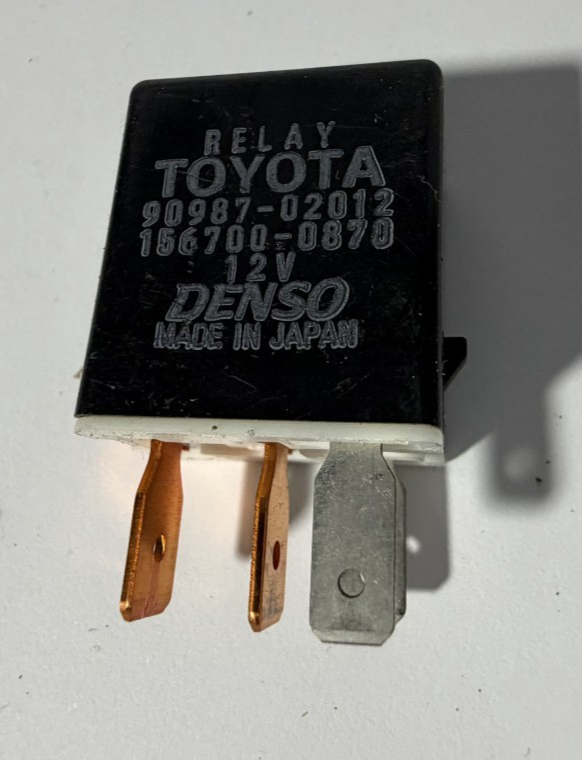 RELAY
TOYOTA
90987-02012
156700-0870
12V
DENSO
MADE IN JAPAN